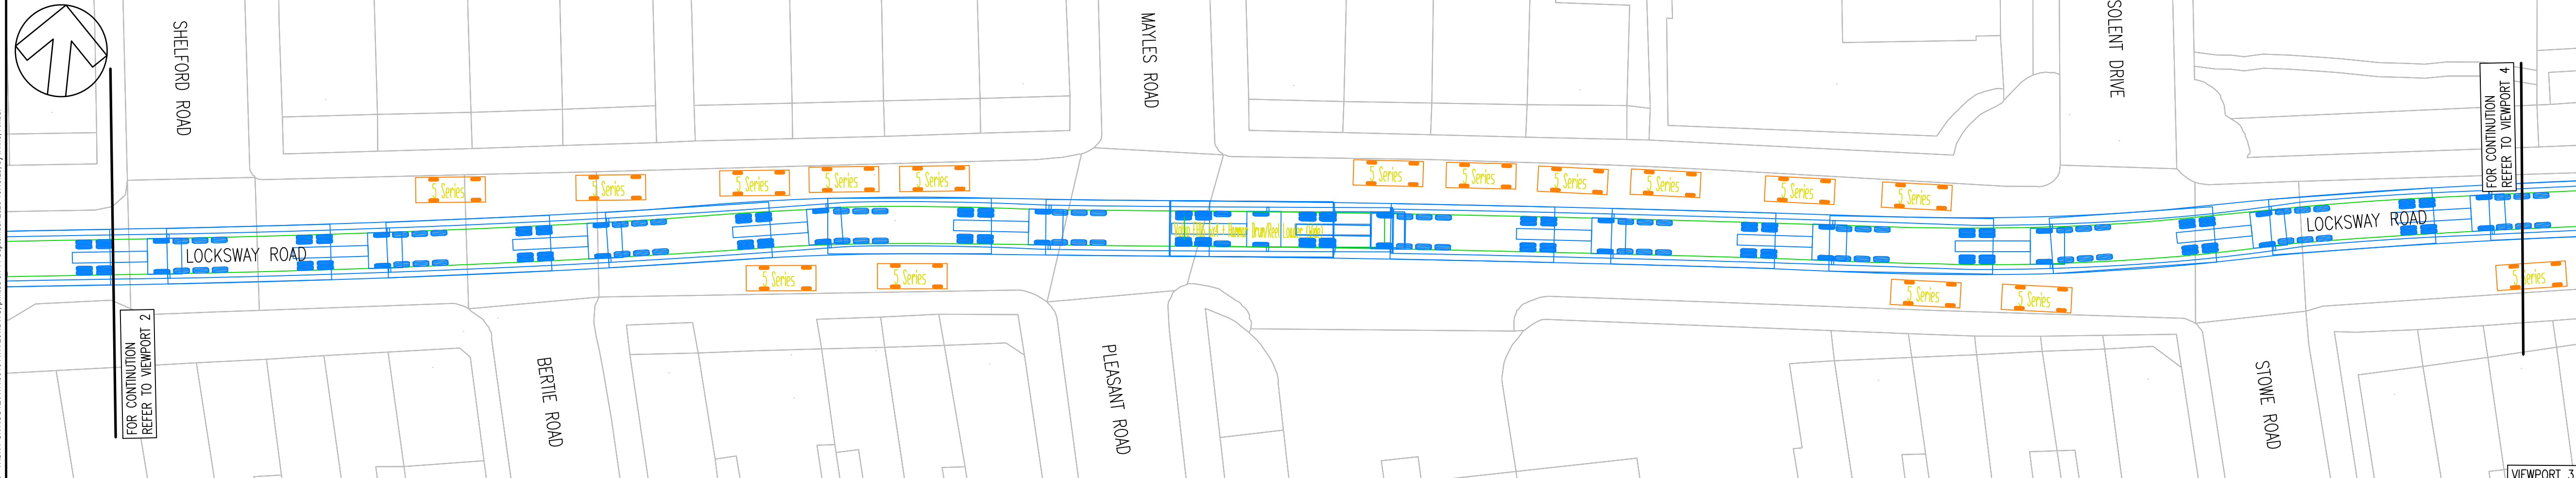 SHELFORD ROAD
MAYLES ROAD
SOLENT DRIVE
FOR CONTINUTION
REFER TO VIEWPORT 4
5 Series
5 Series
5 Series
5 Series
5 Series
5 Series
5 Series
5 Series
5 Series
5 Series
5 Series
LOCKSWAY ROAD
LOCKSWAY ROAD
5 Series
5 Series
5 Series
5 Series
5 Series
FOR CONTINUTION
REFER TO VIEWPORT 2
BERTIE ROAD
PLEASANT ROAD
STOWE ROAD
VIEWPORT 3